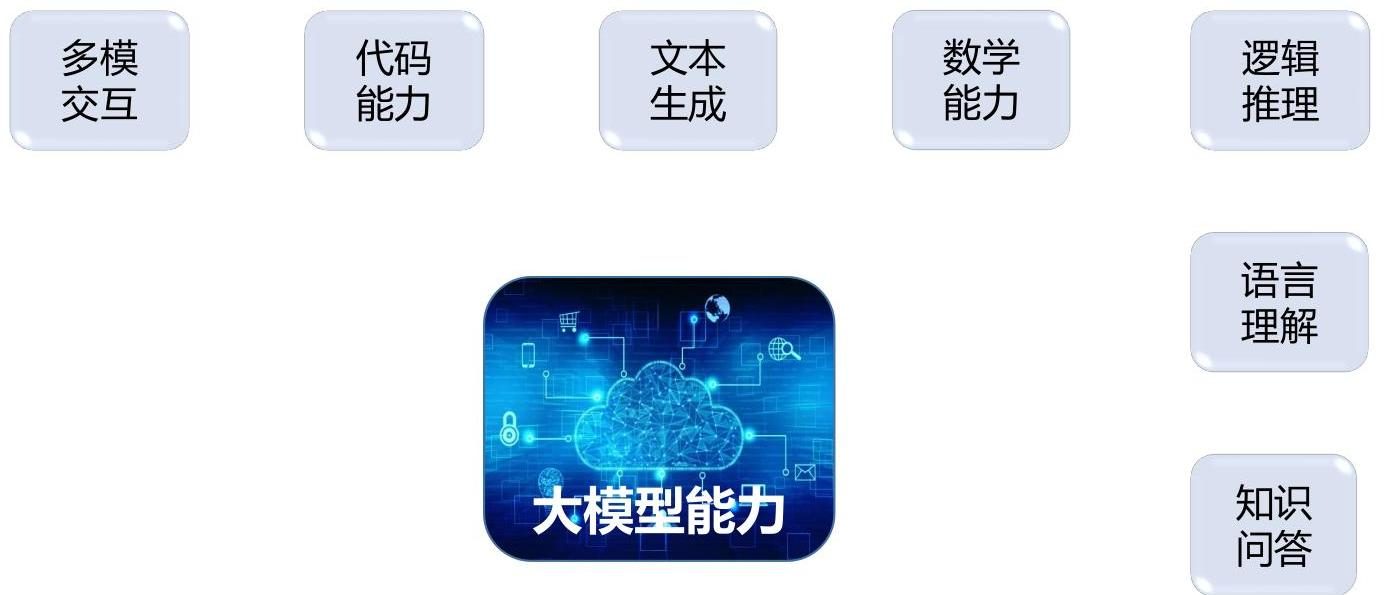 多模
交互
代码
能力
文本
生成
数学
能力
逻辑
推理
语言
理解
大模型能力
知识
问答